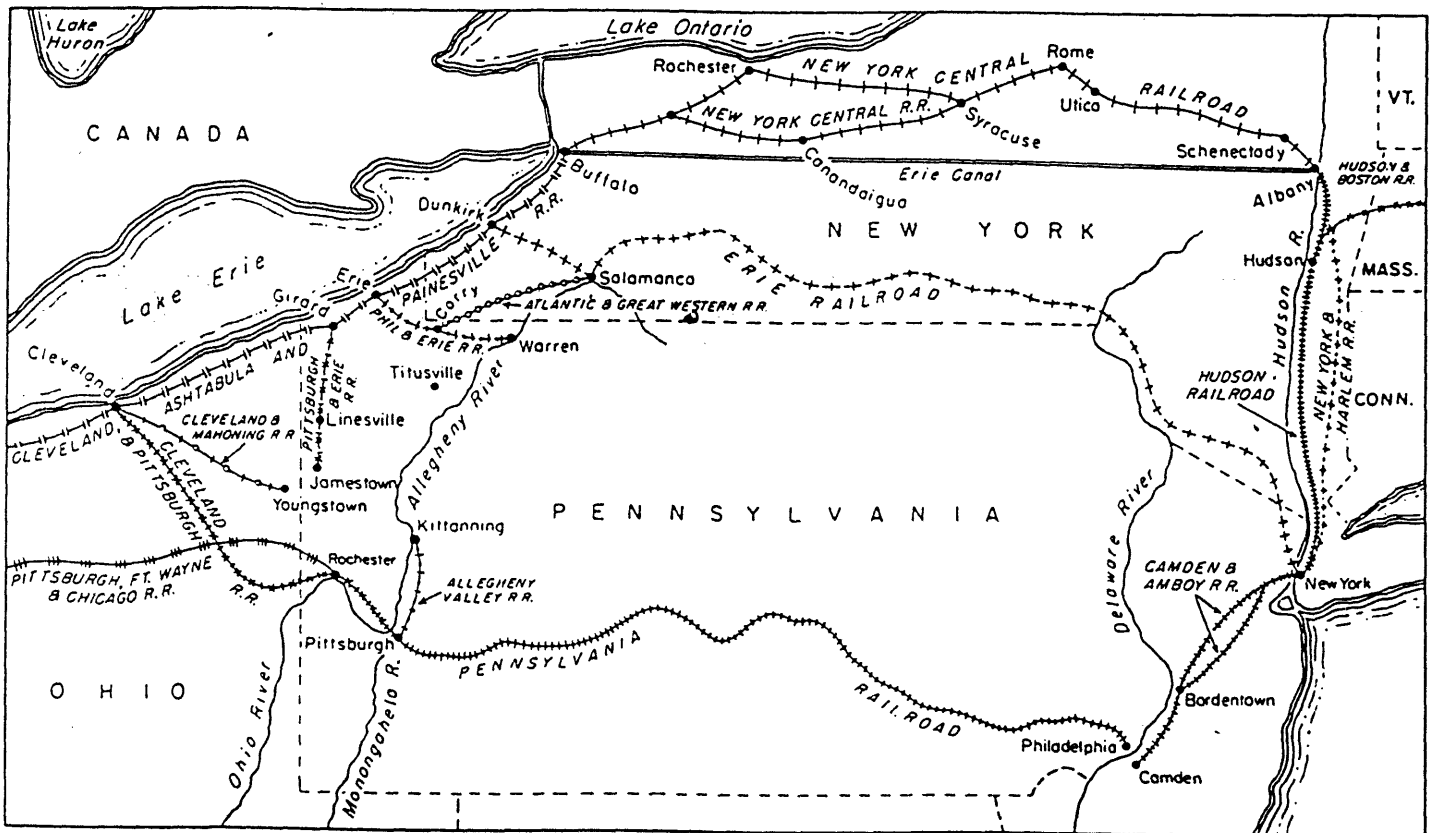 Lake
Huron
Lake Ontario
Rome
Rochester
NEW YORK CENTRAL
RAILROAD
Utica
VT.
NEW YORK CENTRAL R.R.
Syracuse
CANADA
Schenectady
HUDSON &
BOSTON R.R.
Buffalo
Canandaigua
Erie Canal
Albany
Dunkirk
R.R.
NEW YORK
Hudson
MASS.
Lake Erie
Erie
PAINESVILLE
Salamanca
ERIE
RAILROAD
Girard
Corry
ATLANTIC & GREAT WESTERN R.R.
PHIL & ERIE R.R.
Warren
Hudson R.
NEW YORK &
HARLEM R.R.
Cleveland
ASHTABULA AND
PITTSBURGH
& ERIE
R.R.
Titusville
HUDSON
RAILROAD
CONN.
CLEVELAND,
CLEVELAND &
MAHONING R R
Linesville
Allegheny River
CLEVELAND
& PITTSBURGH
R.R.
Jamestown
Youngstown
PENNSYLVANIA
Delaware River
Kittanning
Rochester
PITTSBURGH, FT. WAYNE
& CHICAGO R.R.
ALLEGHENY
VALLEY R R.
CAMDEN &
AMBOY R R.
New York
Pittsburgh
PENNSYLVANIA
RAILROAD
OHIO
Ohio River
Monongahelo R.
Bordentown
Philadelphia
Camden